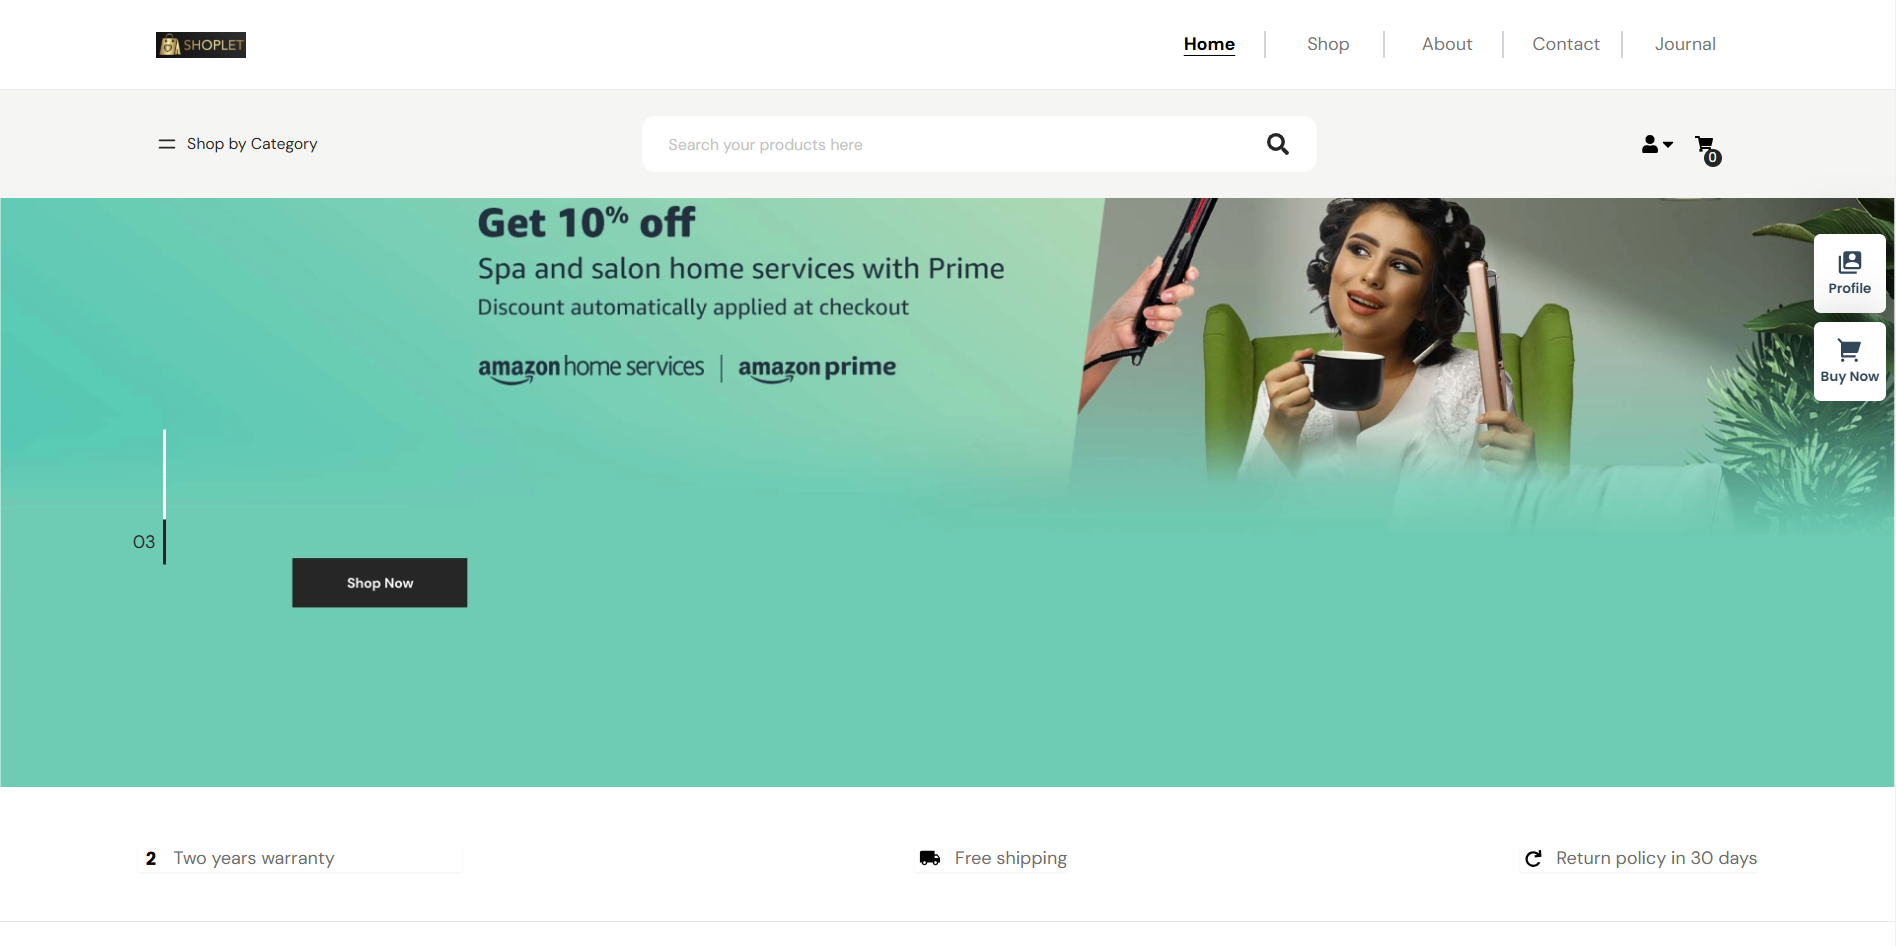 SHOPLET
Home
Shop
About
Contact
Journal
Shop by Category
Search your products here
0
Get 10% off
Spa and salon home services with Prime
Discount automatically applied at checkout
amazon home services | amazon prime
Profile
Buy Now
03
Shop Now
2 Two years warranty
Free shipping
Return policy in 30 days